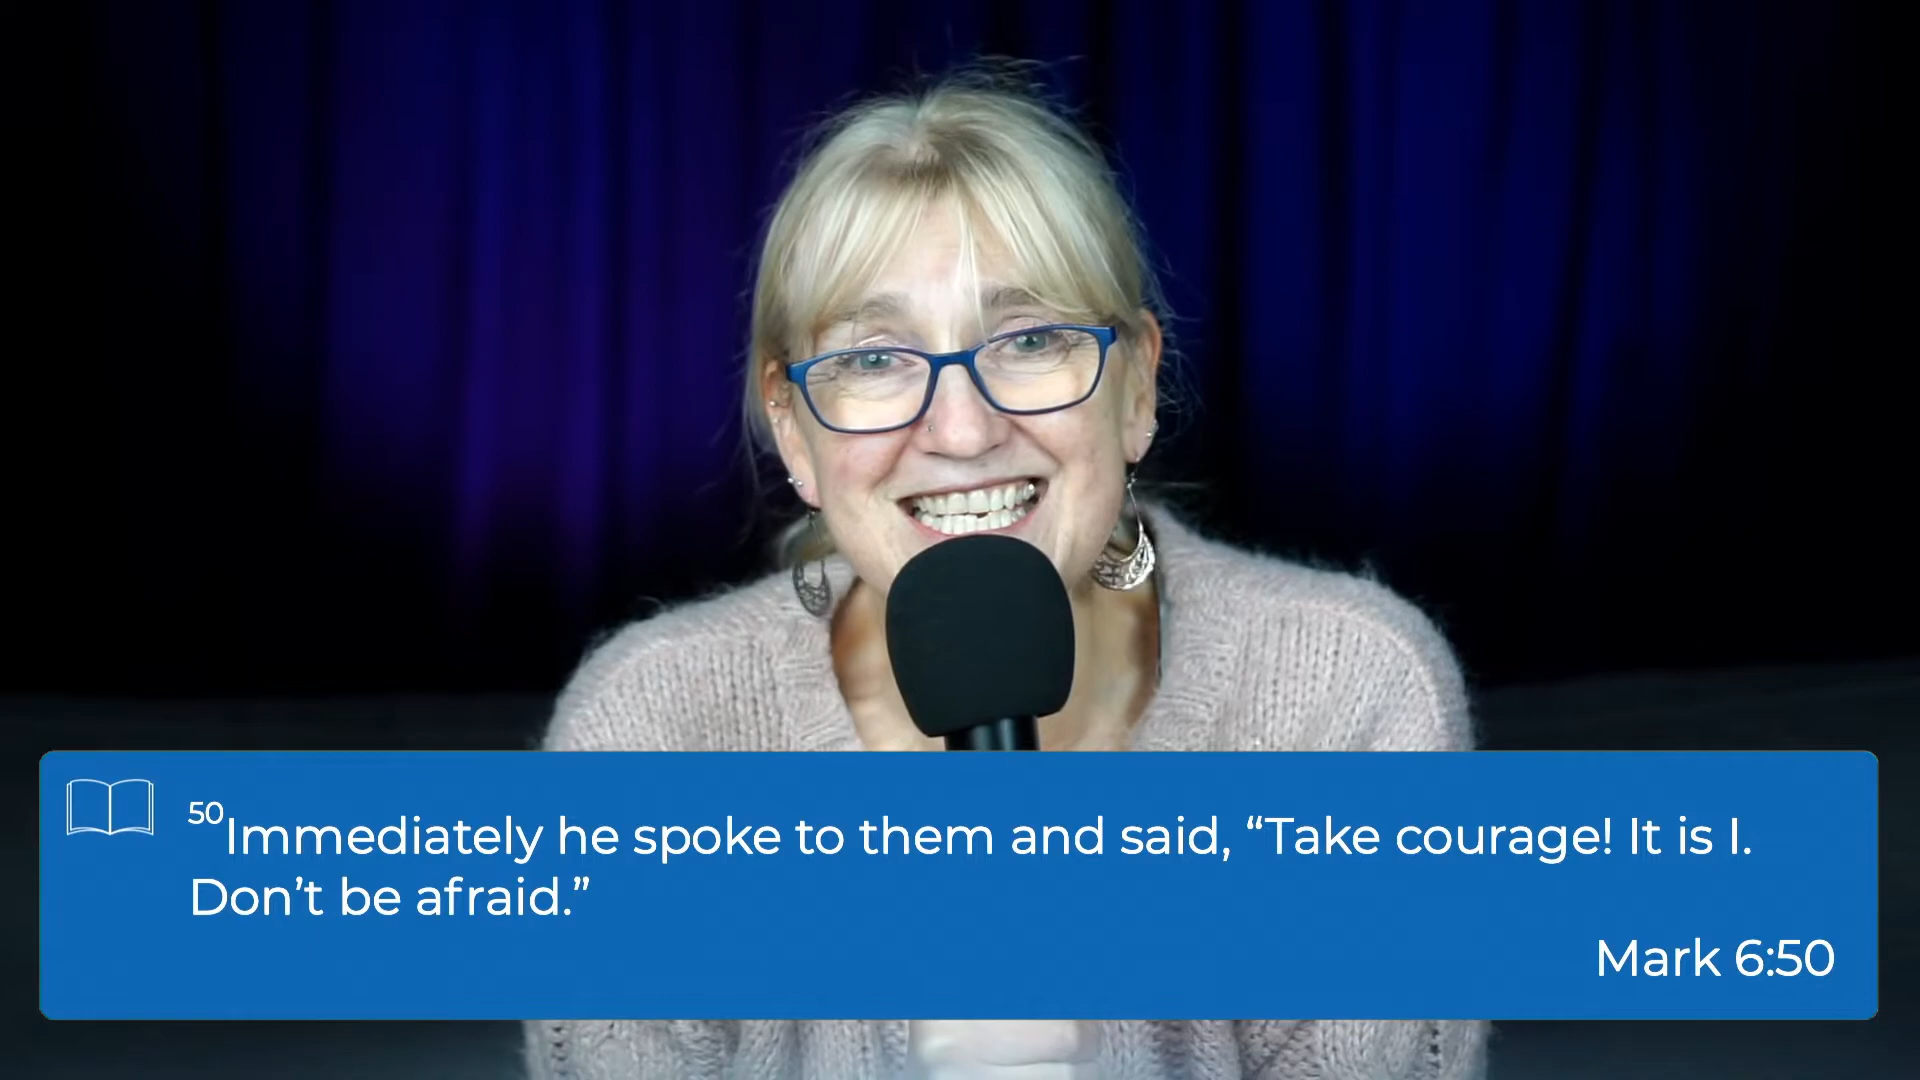 50Immediately he spoke to them and said, “Take courage! It is I.
Don’t be afraid.”
Mark 6:50